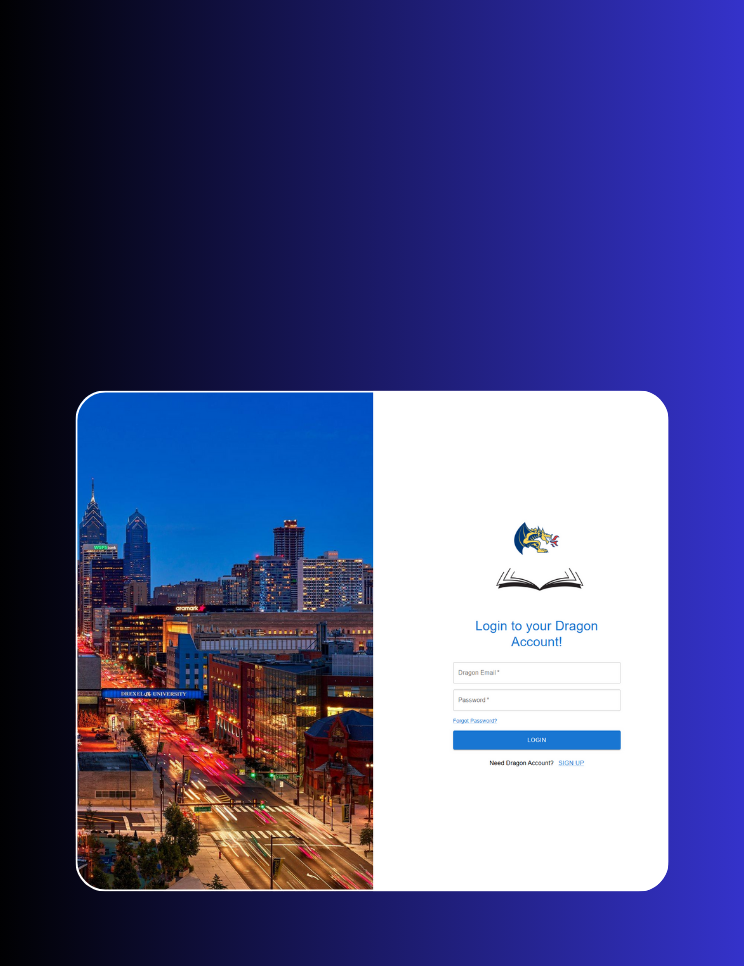 aramark
DREXEL UNIVERSITY
Login to your Dragon
Account!
Dragon Email *
Password *
Forgot Password?
LOGIN
Need Dragon Account? SIGN UP